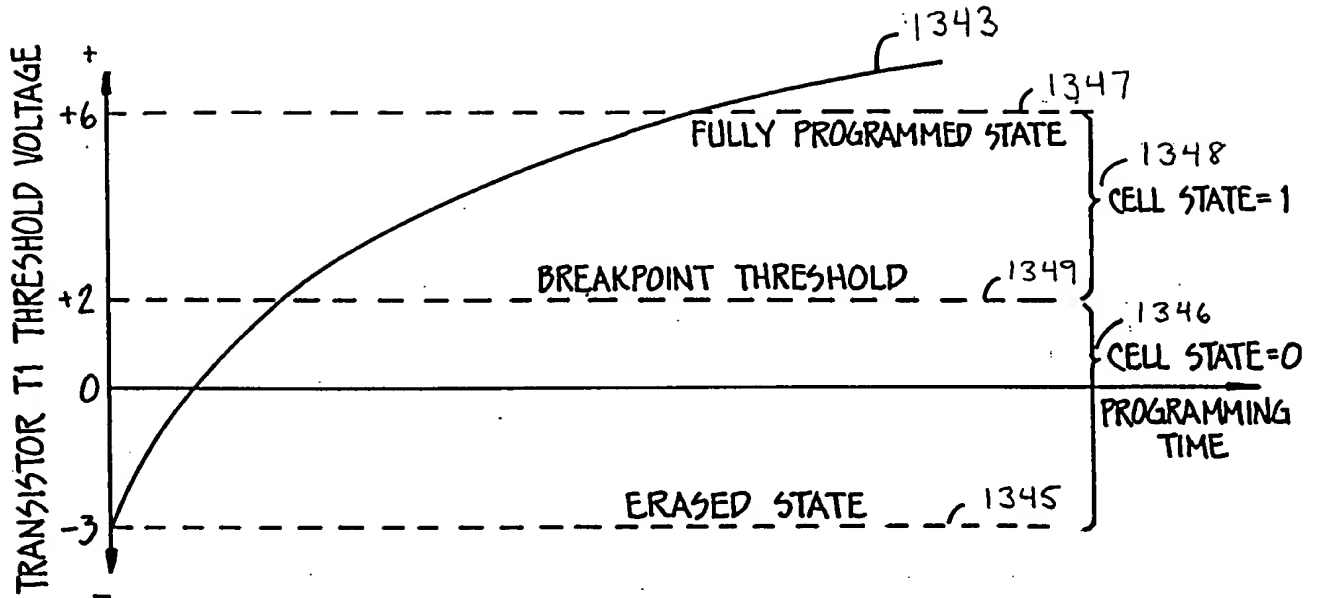 TRANSISTOR T1 THRESHOLD VOLTAGE
+
1343
+6
1347
FULLY PROGRAMMED STATE
1348
CELL STATE=1
BREAKPOINT THRESHOLD
1349
+2
1346
CELL STATE=0
0
PROGRAMMING
TIME
ERASED STATE
1345
-3
-